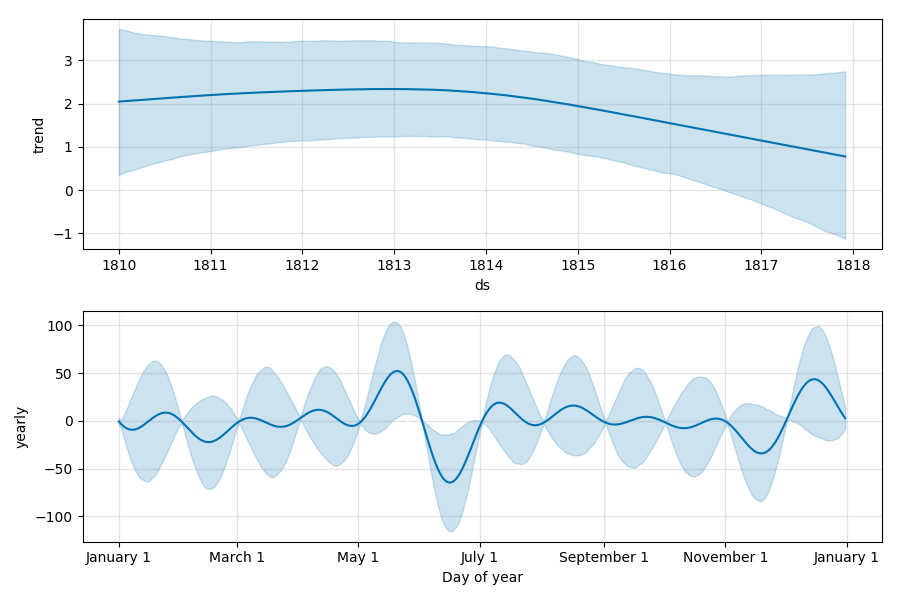 3
2
1
0
−1
trend
1810 1811 1812 1813 1814 1815 1816 1817 1818
ds
100
50
0
−50
−100
yearly
January 1 March 1 May 1 July 1 September 1 November 1 January 1
Day of year